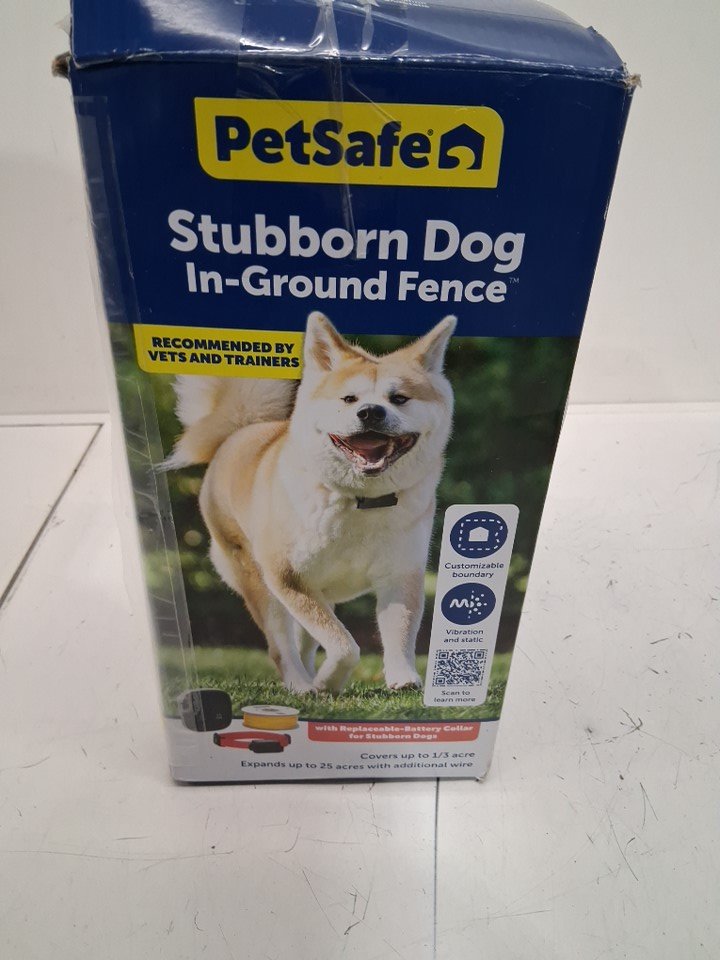 PetSafe®
Stubborn Dog
In-Ground Fence™
RECOMMENDED BY
VETS AND TRAINERS
Customizable
boundary
Vibration
and static
Scan to
learn more
with Replaceable-Battery Collar
for Stubborn Dogs
Covers up to 1/3 acre
Expands up to 25 acres with additional wire